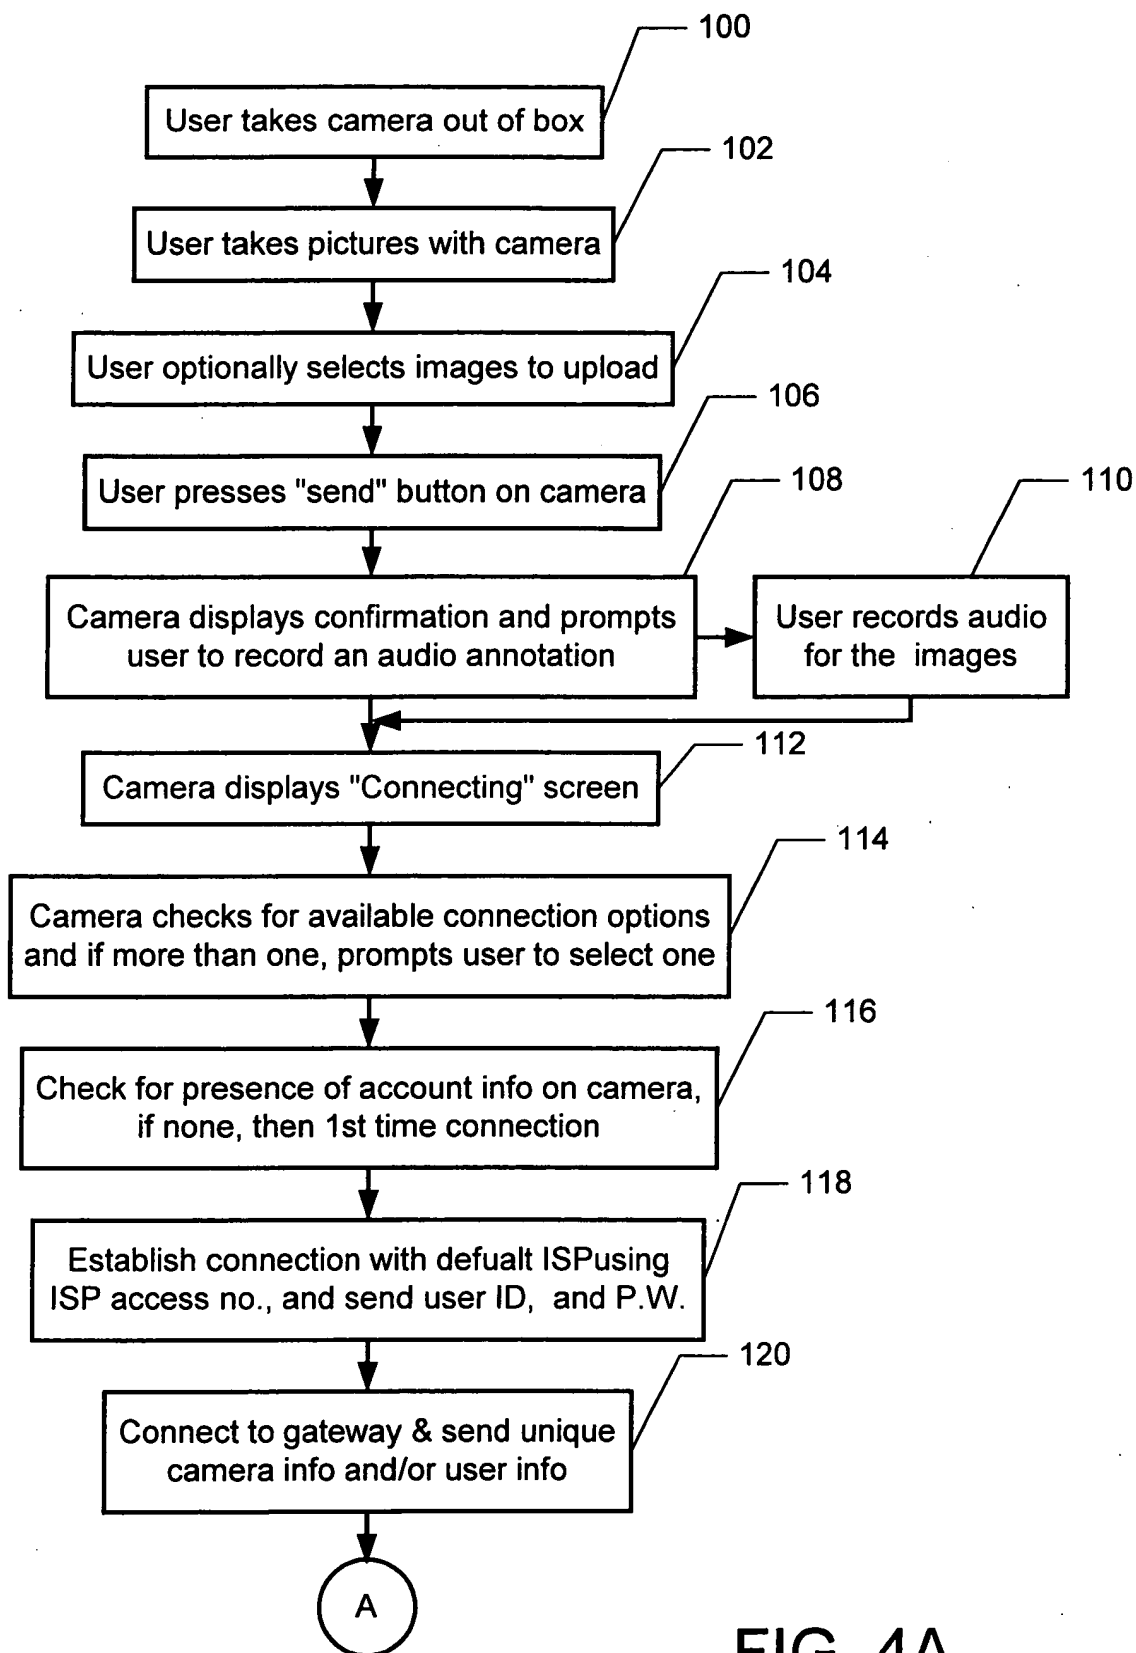 100
User takes camera out of box
102
User takes pictures with camera
104
User optionally selects images to upload
106
User presses "send" button on camera
108
110
Camera displays confirmation and prompts
user to record an audio annotation
User records audio
for the images
112
Camera displays "Connecting" screen
114
Camera checks for available connection options
and if more than one, prompts user to select one
116
Check for presence of account info on camera,
if none, then 1st time connection
118
Establish connection with defualt ISPusing
ISP access no., and send user ID, and P.W.
120
Connect to gateway & send unique
camera info and/or user info
A
FIG. 4A